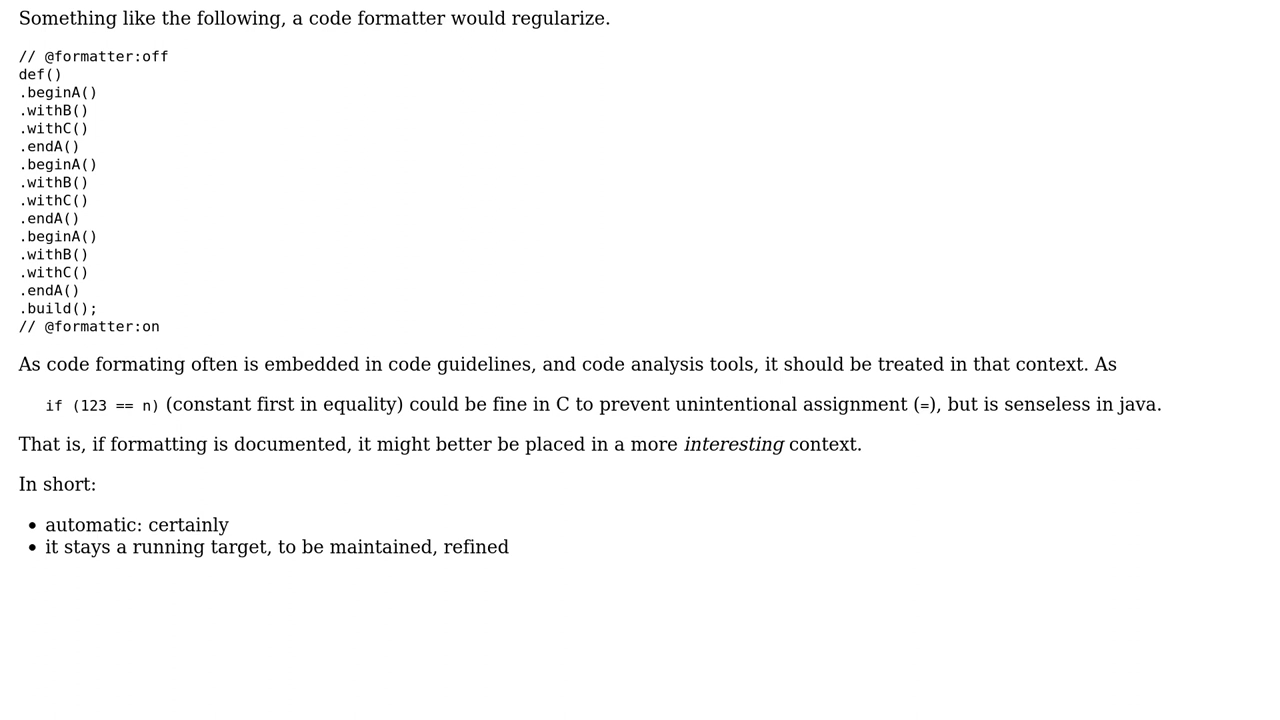 Something like the following, a code formatter would regularize.
// @formatter:off
def()
.beginA()
.withB()
.withC()
.endA()
.beginA()
.withB()
.withC()
.endA()
.beginA()
.withB()
.withC()
.endA()
.build();
// @formatter:on
As code formating often is embedded in code guidelines, and code analysis tools, it should be treated in that context. As
if (123 == n) (constant first in equality) could be fine in C to prevent unintentional assignment (=), but is senseless in java.
That is, if formatting is documented, it might better be placed in a more interesting context.
In short:
• automatic: certainly
• it stays a running target, to be maintained, refined